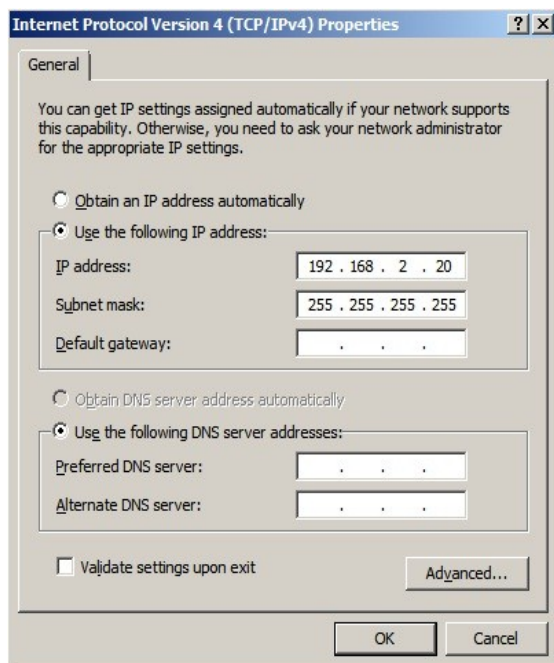 Internet Protocol Version 4 (TCP/IPv4) Properties
General
You can get IP settings assigned automatically if your network supports
this capability. Otherwise, you need to ask your network administrator
for the appropriate IP settings.
Obtain an IP address automatically
Use the following IP address:
IP address: 192 . 168 . 2 . 20
Subnet mask: 255 . 255 . 255 . 255
Default gateway: . . .
Obtain DNS server address automatically
Use the following DNS server addresses:
Preferred DNS server: . . .
Alternate DNS server: . . .
Validate settings upon exit
Advanced...
OK Cancel